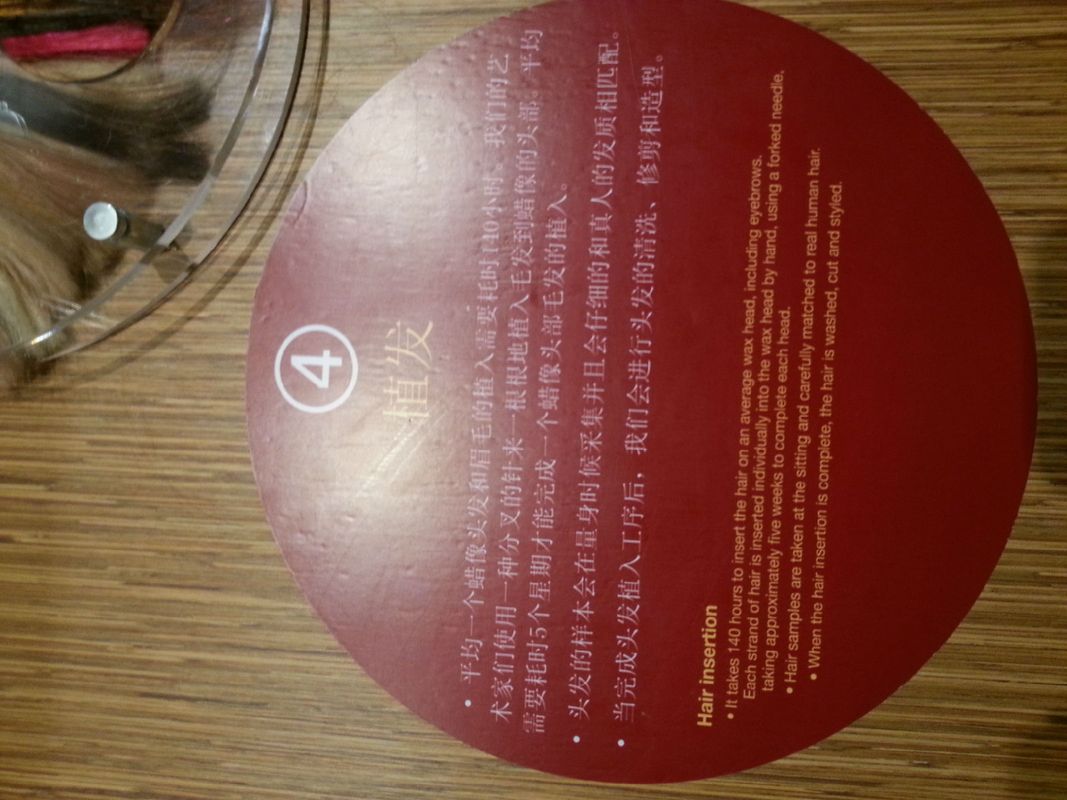 4
植发
• 平均一个蜡像头发和眉毛的植入需要耗时140小时。我们的艺
术家们使用一种分叉的针来一根根地植入毛发到蜡像的头部。平均
需要耗时5个星期才能完成一个蜡像头部毛发的植入。
• 头发的样本会在量身时候采集并且会仔细的和真人的发质相匹配。
• 当完成头发植入工序后，我们会进行头发的清洗、修剪和造型。
Hair insertion
• It takes 140 hours to insert the hair on an average wax head, including eyebrows.
Each strand of hair is inserted individually into the wax head by hand, using a forked needle,
taking approximately five weeks to complete each head.
• Hair samples are taken at the sitting and carefully matched to real human hair.
• When the hair insertion is complete, the hair is washed, cut and styled.